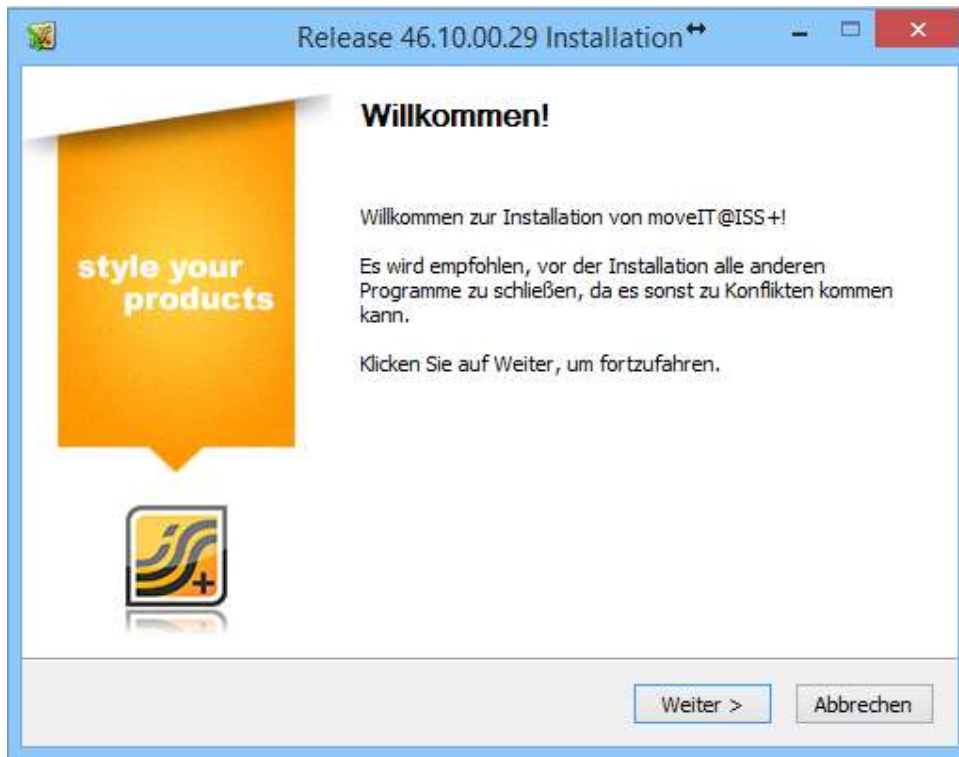 Release 46.10.00.29 Installation
Willkommen!
Willkommen zur Installation von moveIT@ISS+!
Es wird empfohlen, vor der Installation alle anderen
Programme zu schließen, da es sonst zu Konflikten kommen
kann.
Klicken Sie auf Weiter, um fortzufahren.
style your
products
Weiter >
Abbrechen